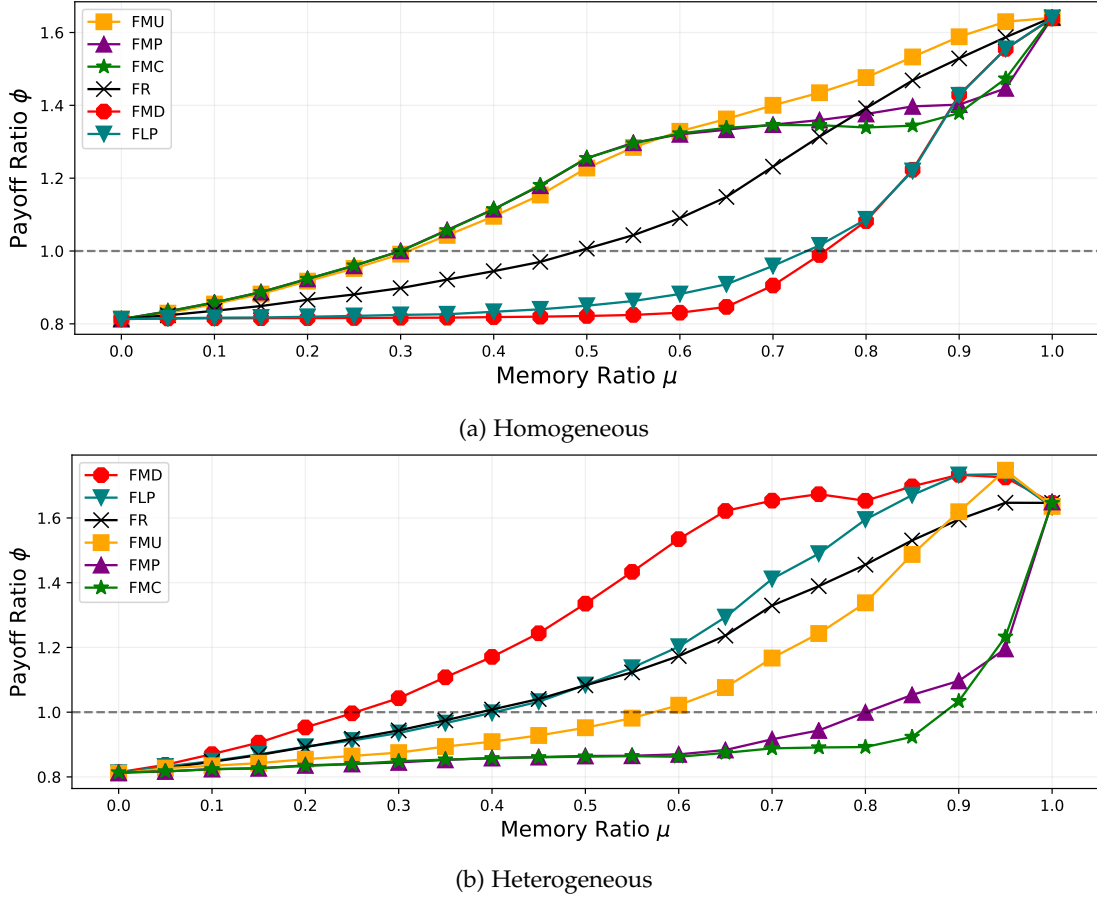 FMU
FMP
FMC
FR
FMD
FLP
Payoff Ratio ϕ
1.6
1.4
1.2
1.0
0.8
0.0 0.1 0.2 0.3 0.4 0.5 0.6 0.7 0.8 0.9 1.0
Memory Ratio μ
(a) Homogeneous
FMD
FLP
FR
FMU
FMP
FMC
Payoff Ratio ϕ
1.6
1.4
1.2
1.0
0.8
0.0 0.1 0.2 0.3 0.4 0.5 0.6 0.7 0.8 0.9 1.0
Memory Ratio μ
(b) Heterogeneous